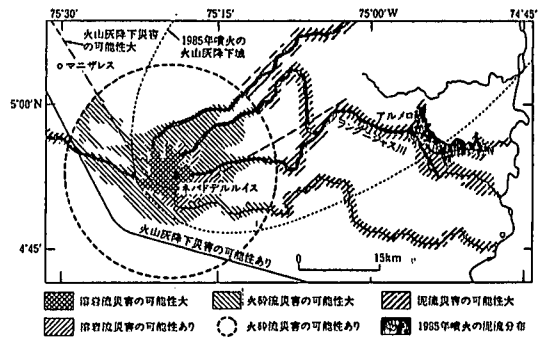 75°30'
75°15'
75°00'
74°45'
火山灰降下災害
の可能性大
1985年噴火の
火山灰降下域
マニザレス
5°00'N
アルメロ
ラグニジャス川
ネバドデルルイス
4°45'
火山灰降下災害の可能性あり
0 15km
溶岩流災害の可能性大
火砕流災害の可能性大
泥流災害の可能性大
溶岩流災害の可能性あり
火砕流災害の可能性あり
1985年噴火の泥流分布